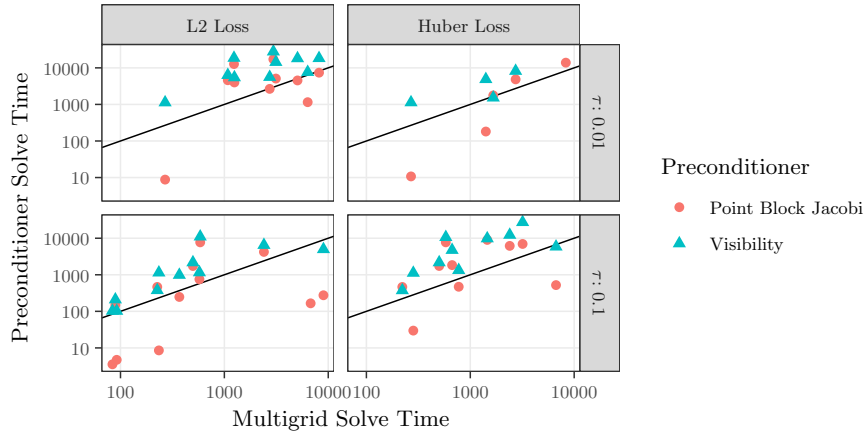 L2 Loss
Huber Loss
10000
1000
100
10
τ: 0.01
10000
1000
100
10
τ: 0.1
100
1000
10000
100
1000
10000
Multigrid Solve Time
Preconditioner Solve Time
Preconditioner
Point Block Jacobi
Visibility